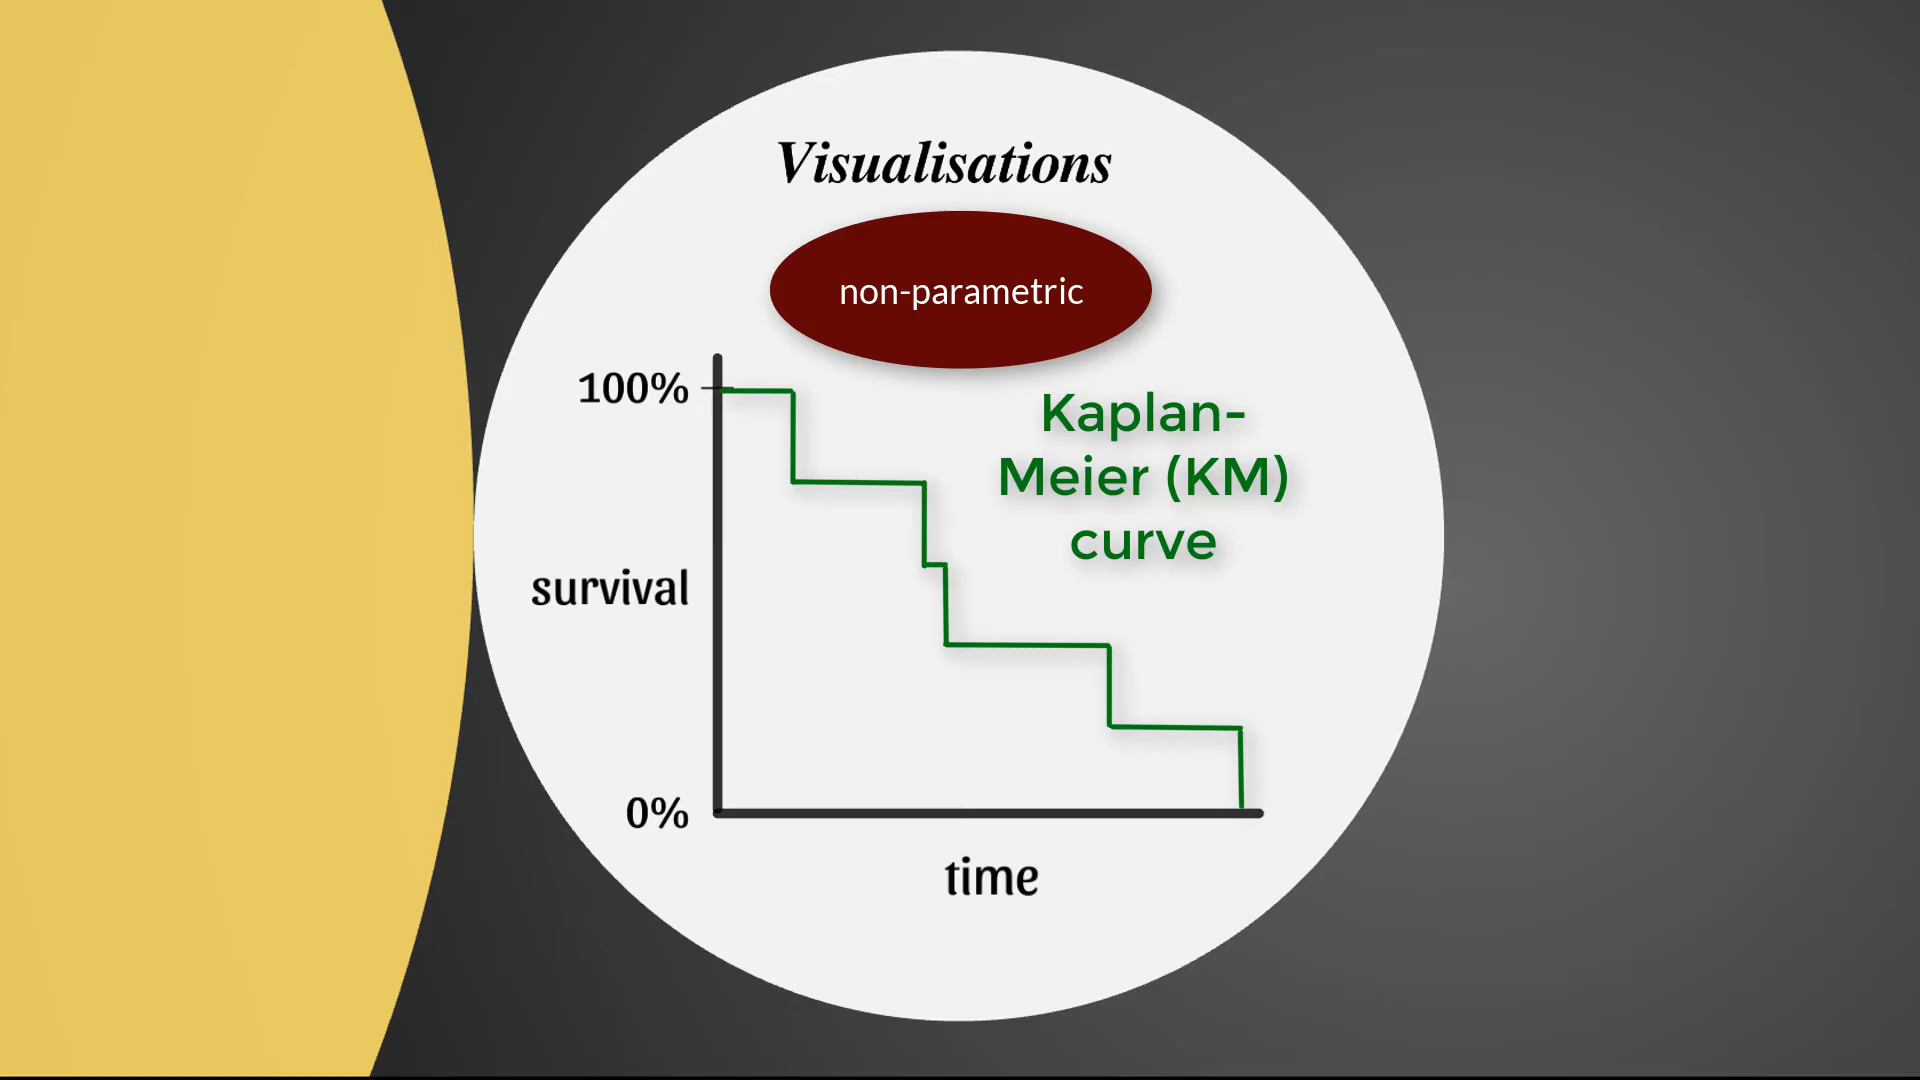 Visualisations
non-parametric
100%
Kaplan-
Meier (KM)
curve
survival
0%
time